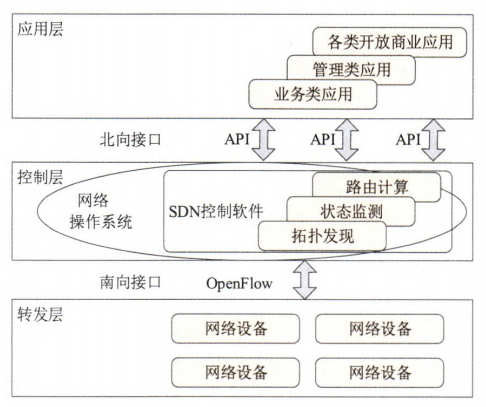 应用层
各类开放商业应用
管理类应用
业务类应用
北向接口 API API API
控制层
网络
操作系统
SDN控制软件
路由计算
状态监测
拓扑发现
南向接口 OpenFlow
转发层
网络设备 网络设备
网络设备 网络设备